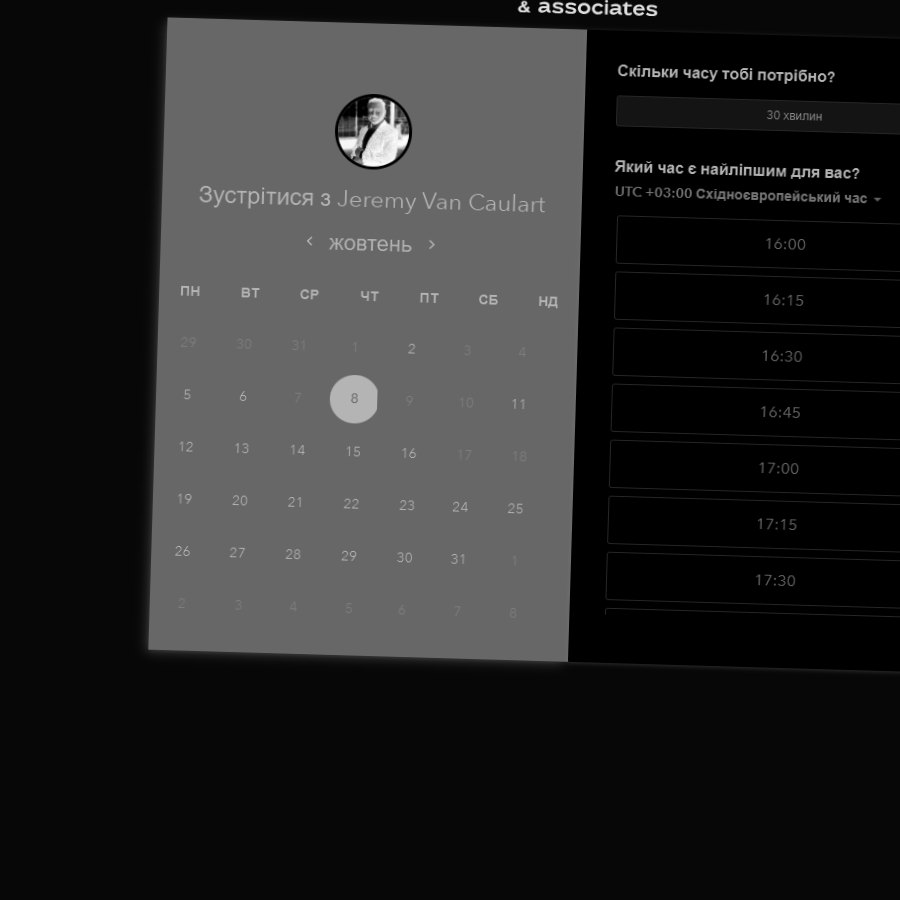 & associates
Зустрітися з Jeremy Van Caulart
жовтень
ПН ВТ СР ЧТ ПТ СБ НД
29 30 31 1 2 3 4
5 6 7 8 9 10 11
12 13 14 15 16 17 18
19 20 21 22 23 24 25
26 27 28 29 30 31 1
2 3 4 5 6 7 8
Скільки часу тобі потрібно?
30 хвилин
Який час є найліпшим для вас?
UTC +03:00 Східноєвропейський час
16:00
16:15
16:30
16:45
17:00
17:15
17:30